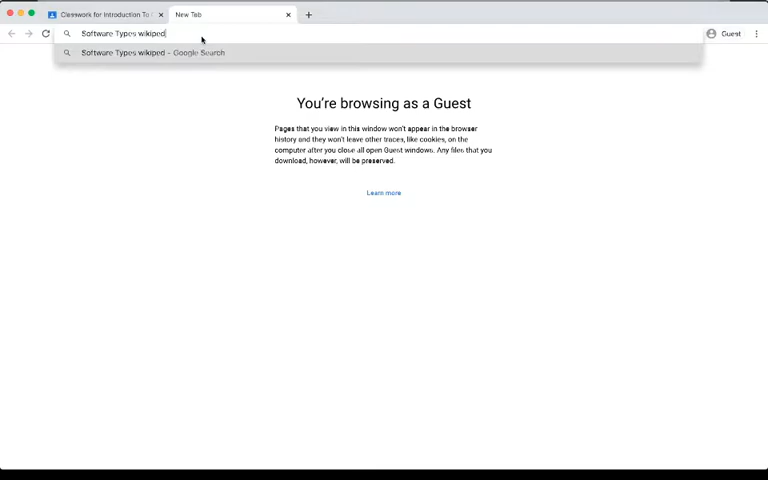 Classwork for Introduction To C
New Tab
Software Types wikiped
Guest
Software Types wikiped - Google Search
You're browsing as a Guest
Pages that you view in this window won't appear in the browser
history and they won't leave other traces, like cookies, on the
computer after you close all open Guest windows. Any files that you
download, however, will be preserved.
Learn more